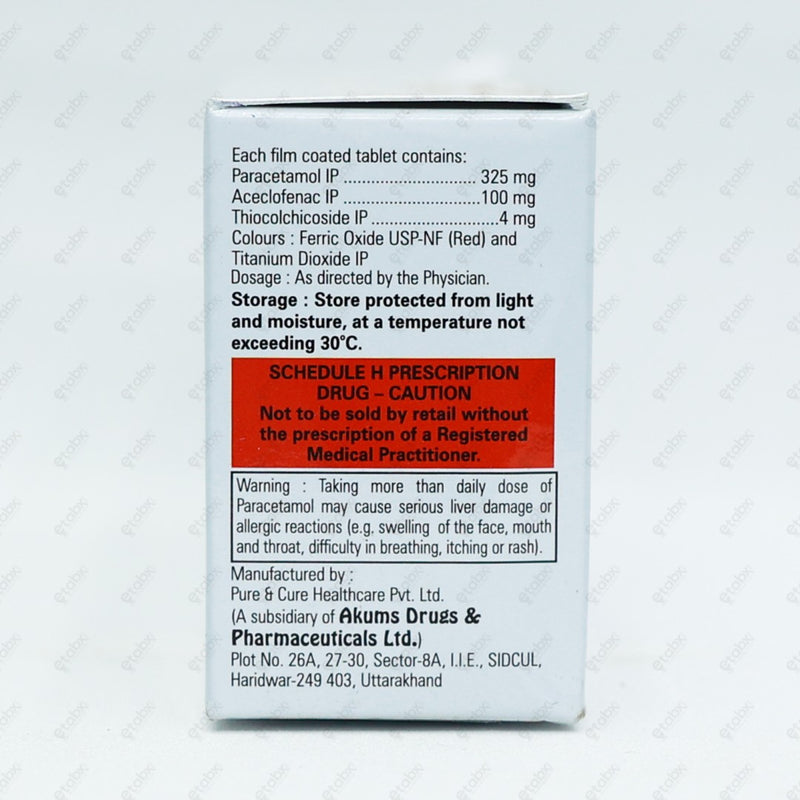 Each film coated tablet contains:
Paracetamol IP ............................ 325 mg
Aceclofenac IP .............................100 mg
Thiocolchicoside IP ...........................4 mg
Colours : Ferric Oxide USP-NF (Red) and
Titanium Dioxide IP
Dosage : As directed by the Physician.
Storage : Store protected from light
and moisture, at a temperature not
exceeding 30°C.
SCHEDULE H PRESCRIPTION
DRUG – CAUTION
Not to be sold by retail without
the prescription of a Registered
Medical Practitioner.
Warning : Taking more than daily dose of
Paracetamol may cause serious liver damage or
allergic reactions (e.g. swelling of the face, mouth
and throat, difficulty in breathing, itching or rash).
Manufactured by :
Pure & Cure Healthcare Pvt. Ltd.
(A subsidiary of Akums Drugs &
Pharmaceuticals Ltd.)
Plot No. 26A, 27-30, Sector-8A, I.I.E., SIDCUL,
Haridwar-249 403, Uttarakhand